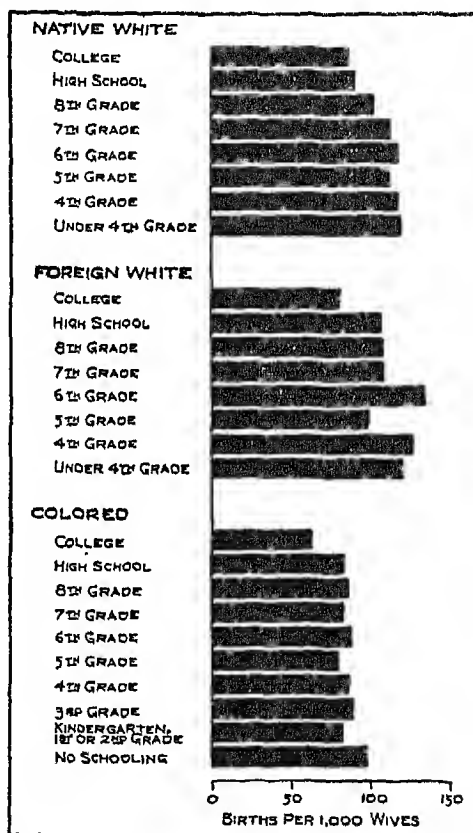 NATIVE WHITE
COLLEGE
HIGH SCHOOL
8TH GRADE
7TH GRADE
6TH GRADE
5TH GRADE
4TH GRADE
UNDER 4TH GRADE
FOREIGN WHITE
COLLEGE
HIGH SCHOOL
8TH GRADE
7TH GRADE
6TH GRADE
5TH GRADE
4TH GRADE
UNDER 4TH GRADE
COLORED
COLLEGE
HIGH SCHOOL
8TH GRADE
7TH GRADE
6TH GRADE
5TH GRADE
4TH GRADE
3RD GRADE
KINDERGARTEN,
1ST OR 2ND GRADE
NO SCHOOLING
0 50 100 150
BIRTHS PER 1,000 WIVES